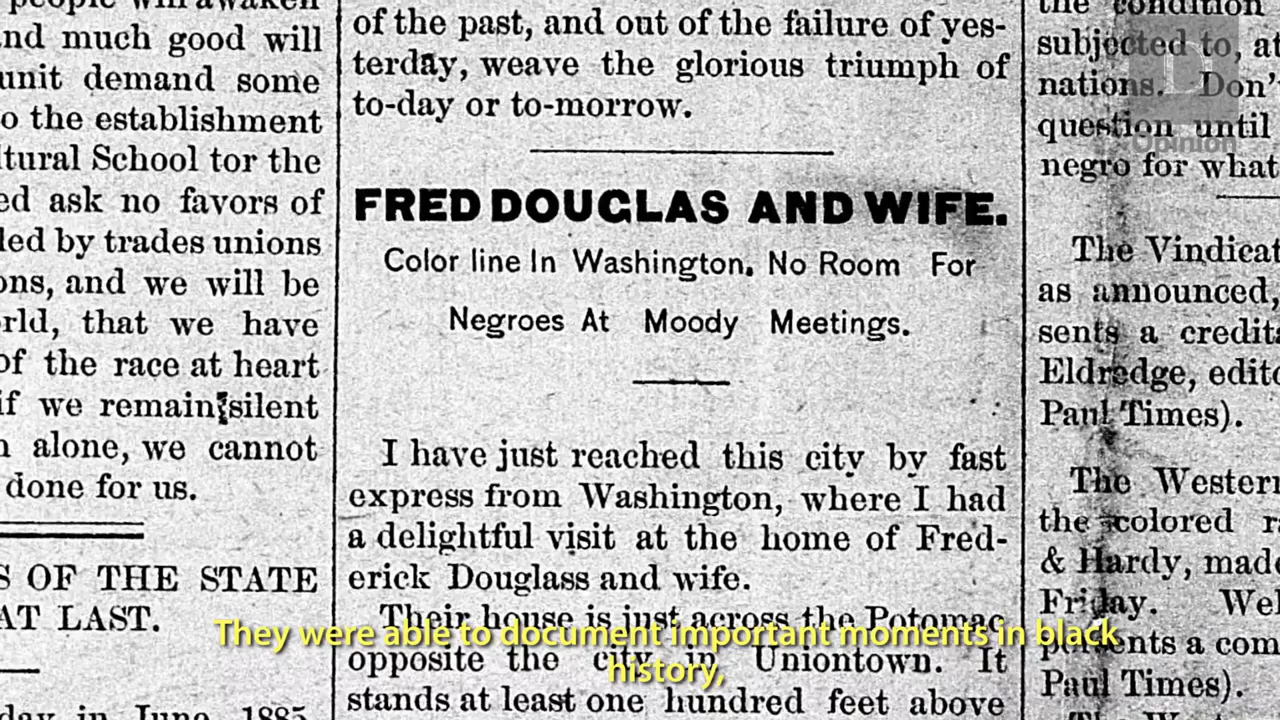 people will awaken
nd much good will
unit demand some
o the establishment
ltural School tor the
ed ask no favors of
led by trades unions
ons, and we will be
rld, that we have
of the race at heart
if we remain silent
alone, we cannot
done for us.
S OF THE STATE
AT LAST.
day in June, 1885
of the past, and out of the failure of yes-
terday, weave the glorious triumph of
to-day or to-morrow.
FRED DOUGLAS AND WIFE.
Color line In Washington. No Room For
Negroes At Moody Meetings.
I have just reached this city by fast
express from Washington, where I had
a delightful visit at the home of Fred-
erick Douglass and wife.
Their house is just across the Potomac
opposite the city in Uniontown. It
stands at least one hundred feet above
the condition
subjected to, at
nations. Don't
question until
negro for what
The Vindicat
as announced,
sents a credita
Eldredge, edito
Paul Times).
The Western
the colored r
& Hardy, made
Friday. We
ents a com
Paul Times).
D
Opinion
They were able to document important moments in black
history,